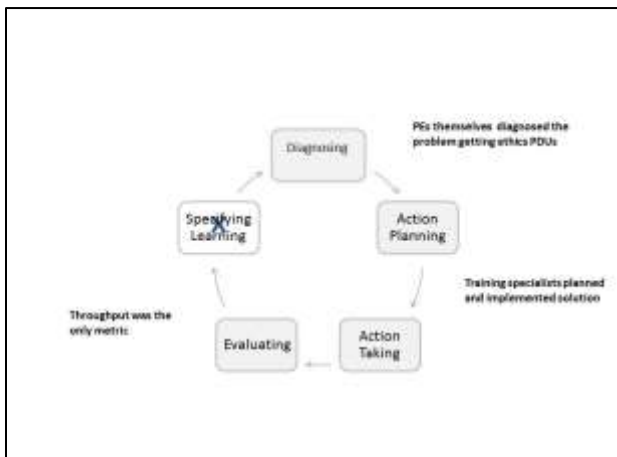 PEs themselves diagnosed the
problem getting ethics PDUs
Diagnosing
Specifying
Learning
X
Action
Planning
Training specialists planned
and implemented solution
Throughput was the
only metric
Evaluating
Action
Taking